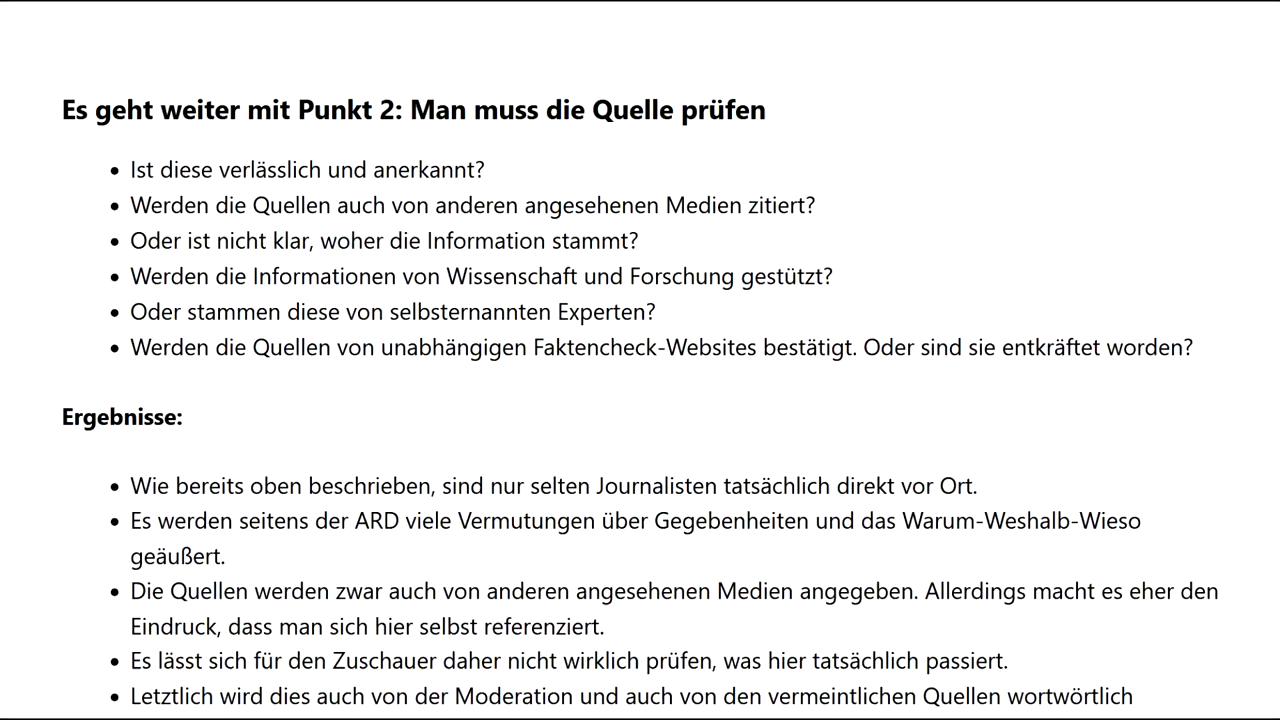 Es geht weiter mit Punkt 2: Man muss die Quelle prüfen
• Ist diese verlässlich und anerkannt?
• Werden die Quellen auch von anderen angesehenen Medien zitiert?
• Oder ist nicht klar, woher die Information stammt?
• Werden die Informationen von Wissenschaft und Forschung gestützt?
• Oder stammen diese von selbsternannten Experten?
• Werden die Quellen von unabhängigen Faktencheck-Websites bestätigt. Oder sind sie entkräftet worden?
Ergebnisse:
• Wie bereits oben beschrieben, sind nur selten Journalisten tatsächlich direkt vor Ort.
• Es werden seitens der ARD viele Vermutungen über Gegebenheiten und das Warum-Weshalb-Wieso
geäußert.
• Die Quellen werden zwar auch von anderen angesehenen Medien angegeben. Allerdings macht es eher den
Eindruck, dass man sich hier selbst referenziert.
• Es lässt sich für den Zuschauer daher nicht wirklich prüfen, was hier tatsächlich passiert.
• Letztlich wird dies auch von der Moderation und auch von den vermeintlichen Quellen wortwörtlich